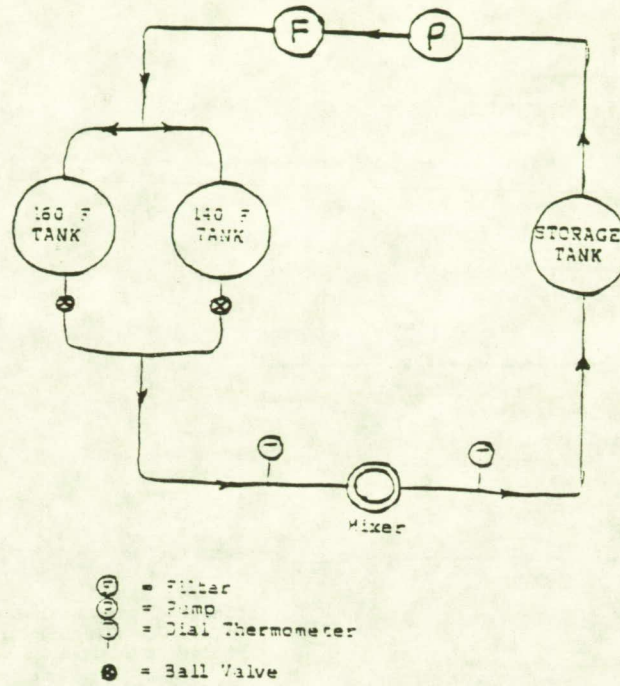 F P
160 F
TANK
140 F
TANK
STORAGE
TANK
Mixer
F = Filter
P = Pump
= Dial Thermometer
= Ball Valve